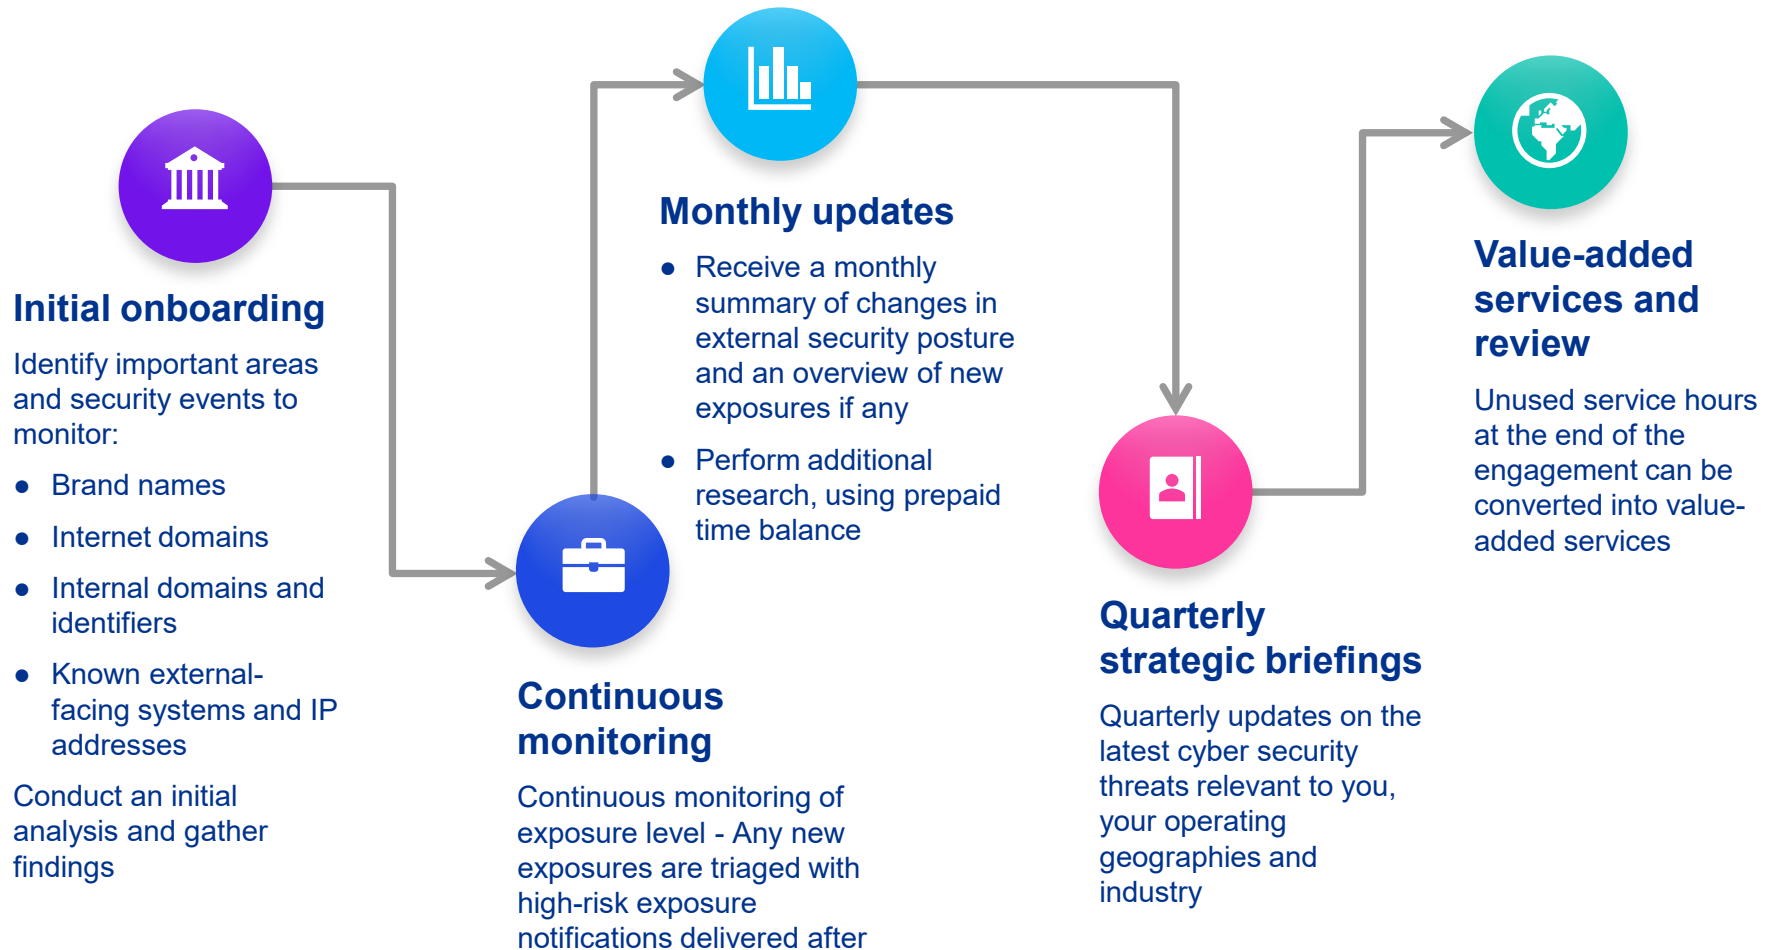 Initial onboarding
Identify important areas
and security events to
monitor:
● Brand names
● Internet domains
● Internal domains and
identifiers
● Known external-
facing systems and IP
addresses
Conduct an initial
analysis and gather
findings
Continuous
monitoring
Continuous monitoring of
exposure level - Any new
exposures are triaged with
high-risk exposure
notifications delivered after
Monthly updates
● Receive a monthly
summary of changes in
external security posture
and an overview of new
exposures if any
● Perform additional
research, using prepaid
time balance
Quarterly
strategic briefings
Quarterly updates on the
latest cyber security
threats relevant to you,
your operating
geographies and
industry
Value-added
services and
review
Unused service hours
at the end of the
engagement can be
converted into value-
added services